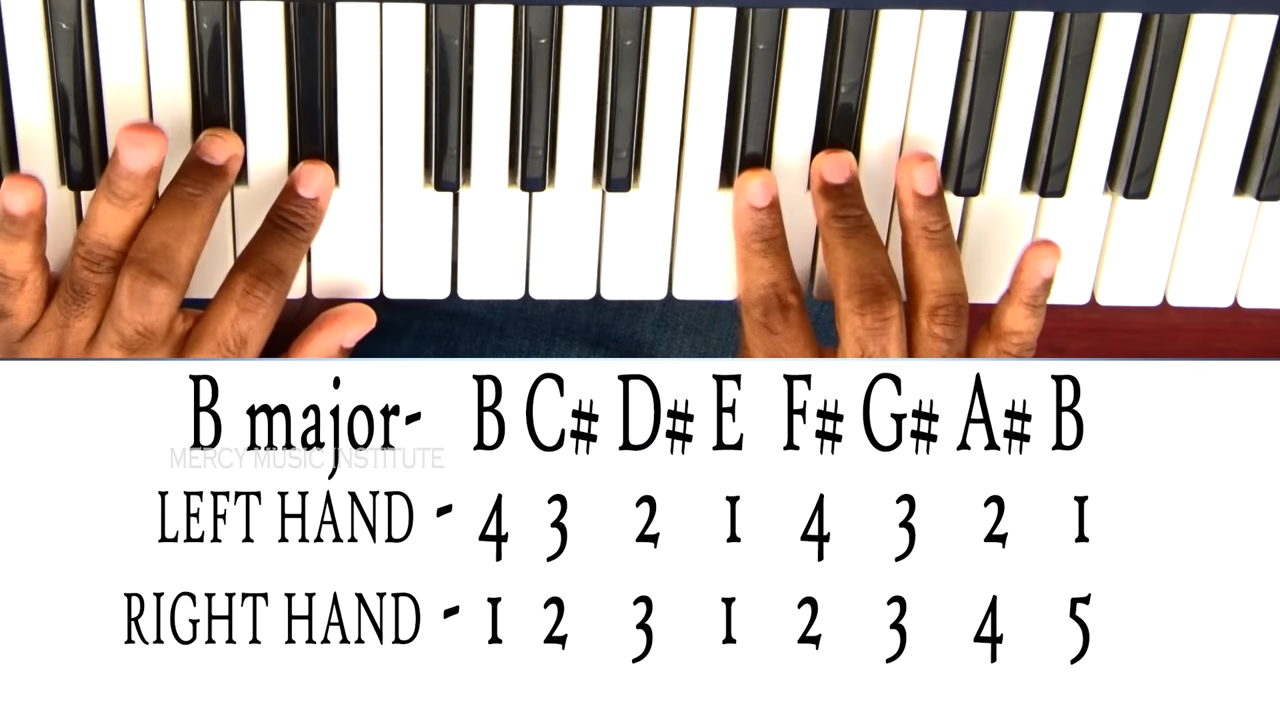 B major- B C# D# E F# G# A# B
MERCY MUSIC INSTITUTE
LEFT HAND - 4 3 2 1 4 3 2 1
RIGHT HAND - 1 2 3 1 2 3 4 5